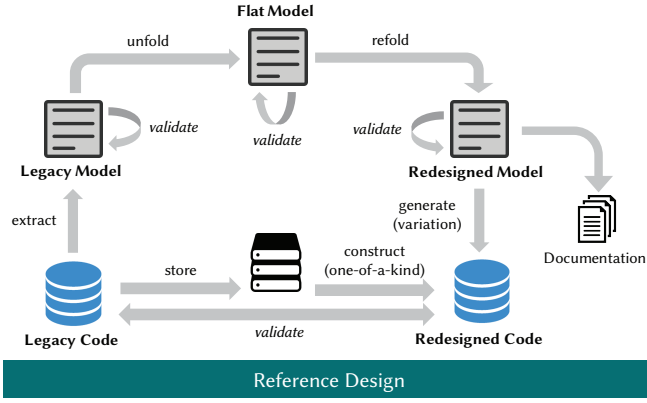 Flat Model
unfold
refold
validate
validate
validate
Legacy Model
Redesigned Model
extract
generate
(variation)
Documentation
store
construct
(one-of-a-kind)
validate
Legacy Code
Redesigned Code
Reference Design